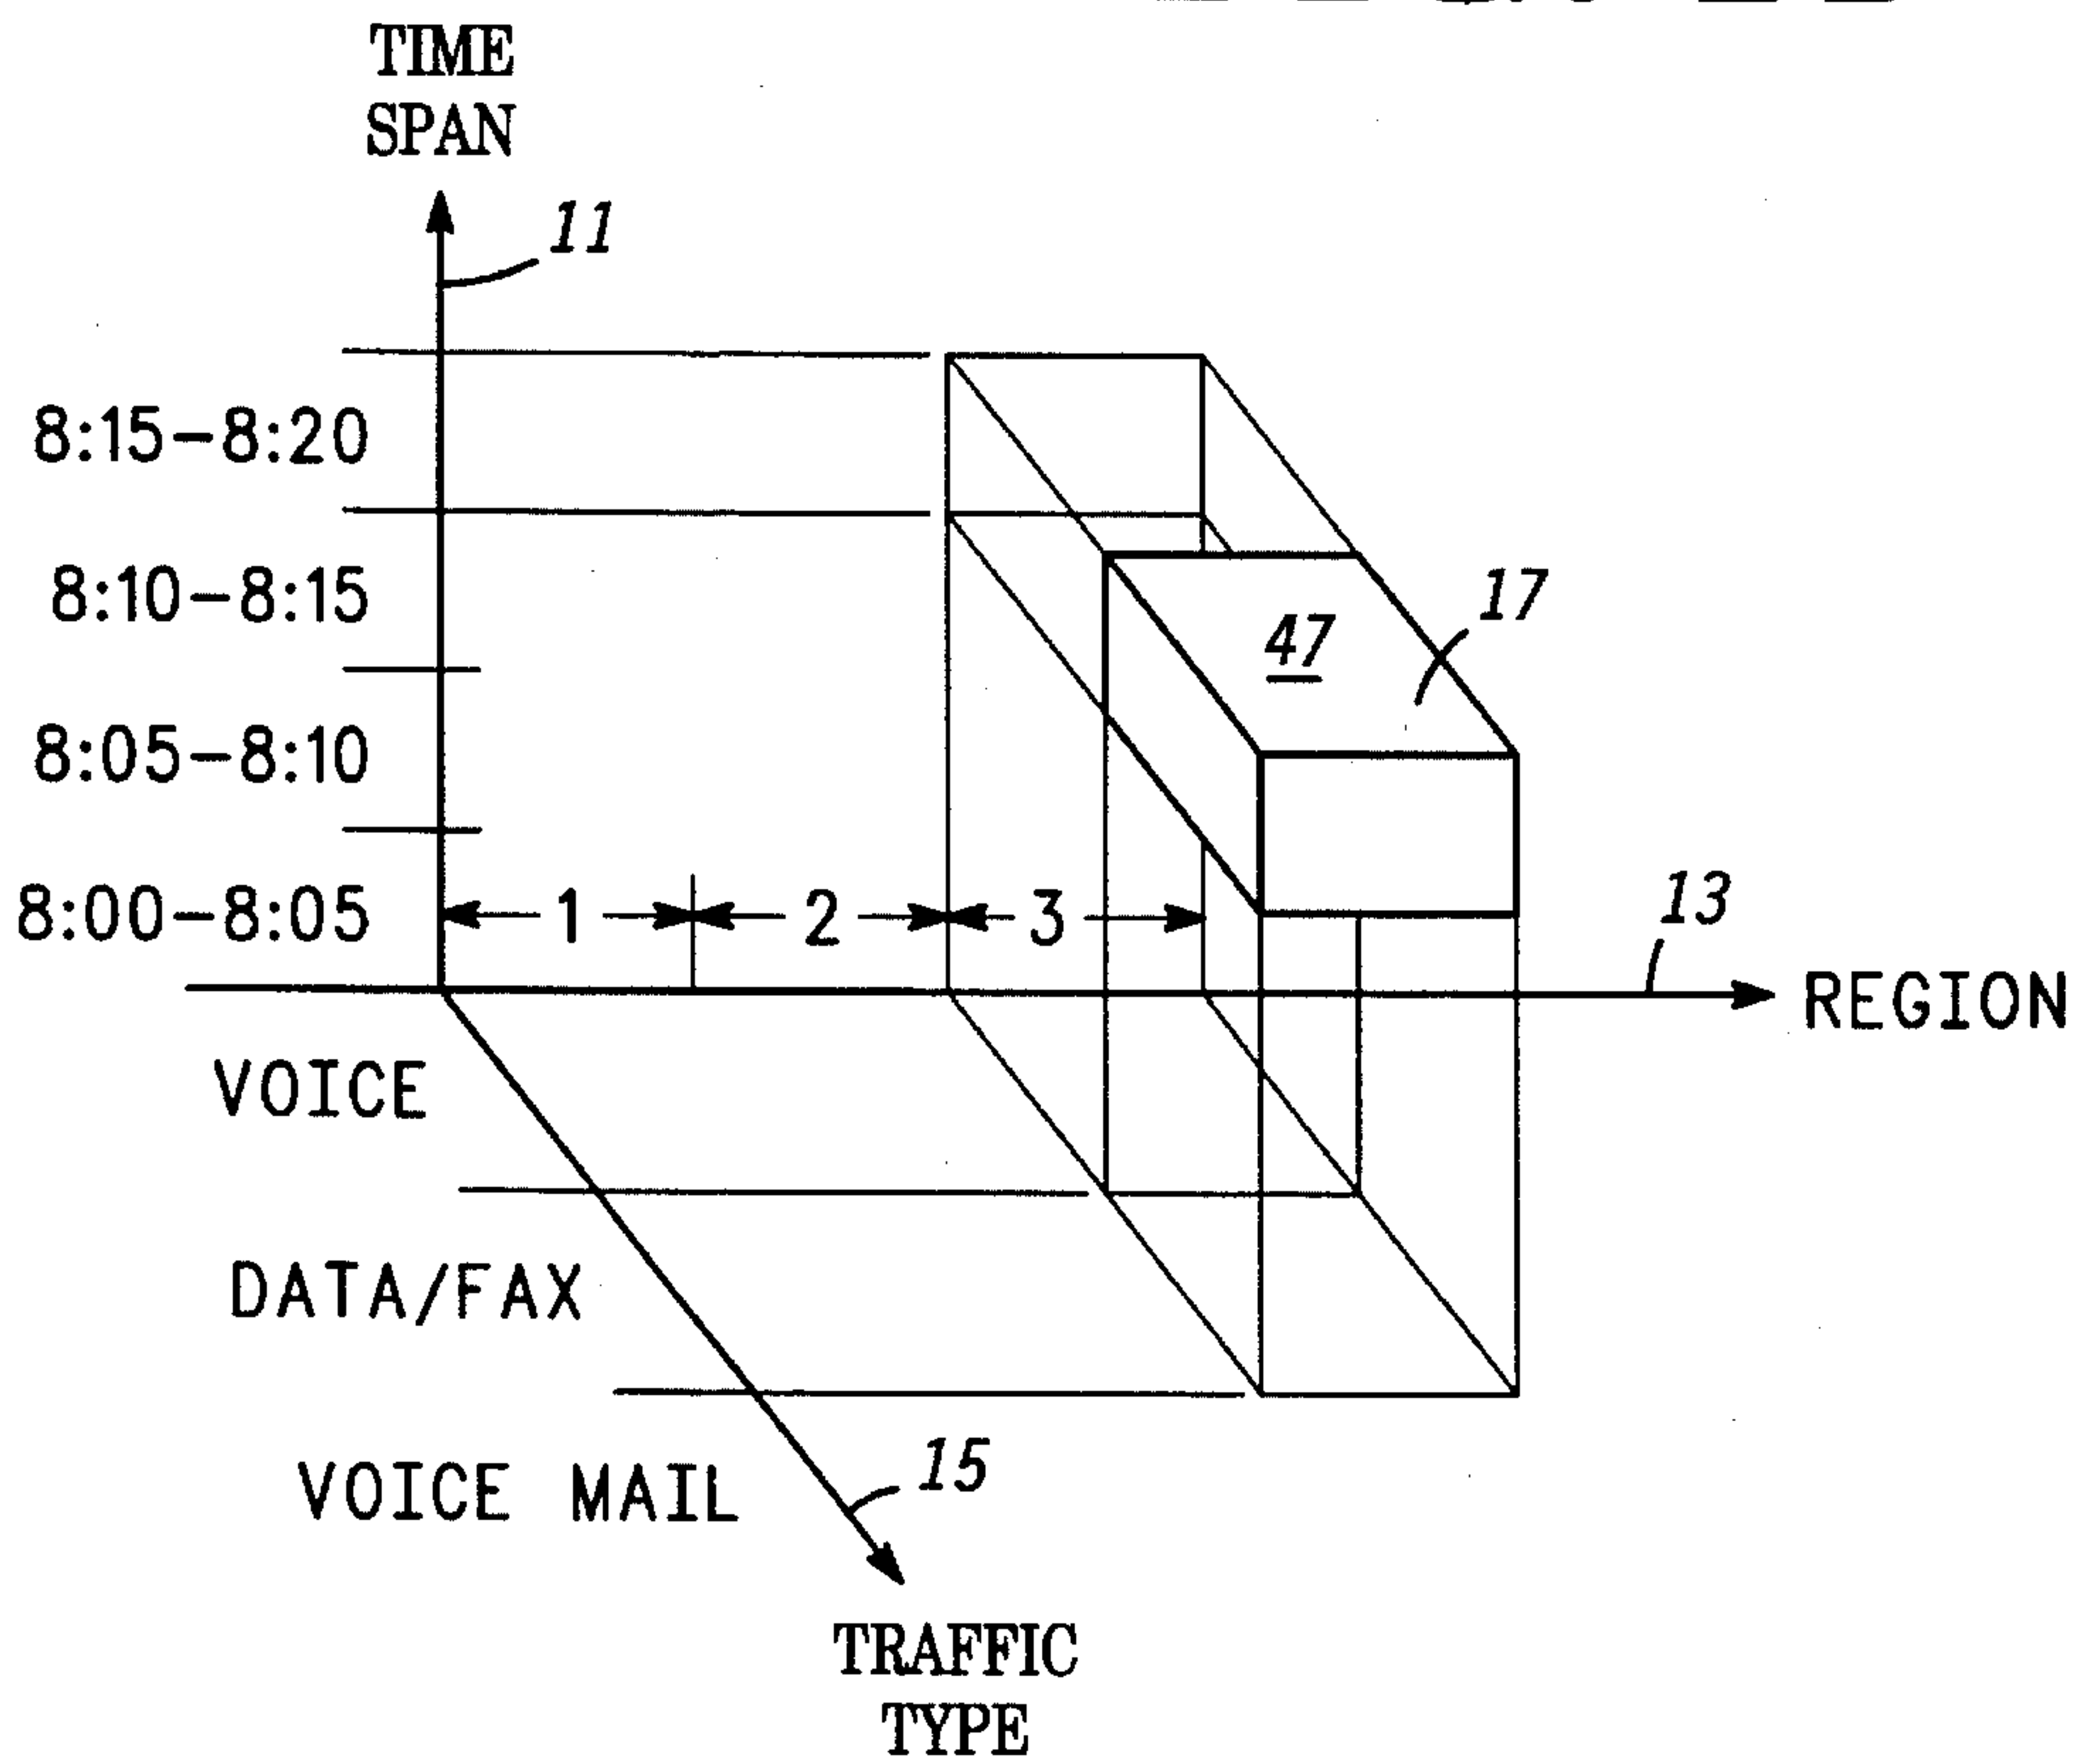 TIME
SPAN
11
8:15-8:20
8:10-8:15
17
47
8:05-8:10
8:00-8:05
1
2
3
13
REGION
VOICE
DATA/FAX
VOICE MAIL
15
TRAFFIC
TYPE